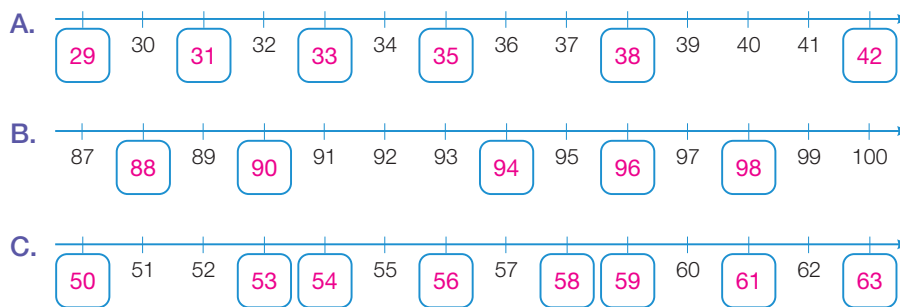 A. 29 30 31 32 33 34 35 36 37 38 39 40 41 42
B. 87 88 89 90 91 92 93 94 95 96 97 98 99 100
C. 50 51 52 53 54 55 56 57 58 59 60 61 62 63